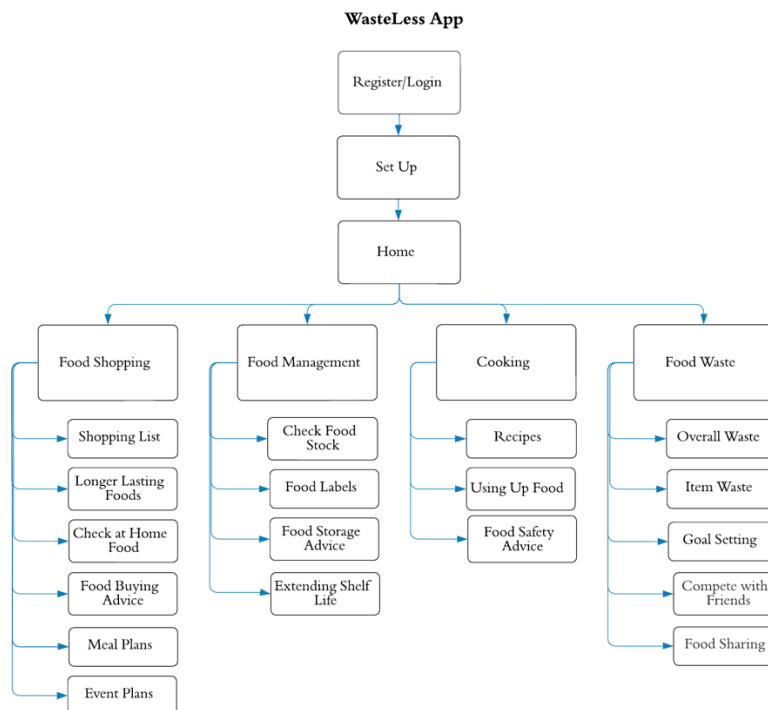 WasteLess App
Register/Login
Set Up
Home
Food Shopping
Food Management
Cooking
Food Waste
Shopping List
Longer Lasting
Foods
Check at Home
Food
Food Buying
Advice
Meal Plans
Event Plans
Check Food
Stock
Food Labels
Food Storage
Advice
Extending Shelf
Life
Recipes
Using Up Food
Food Safety
Advice
Overall Waste
Item Waste
Goal Setting
Compete with
Friends
Food Sharing